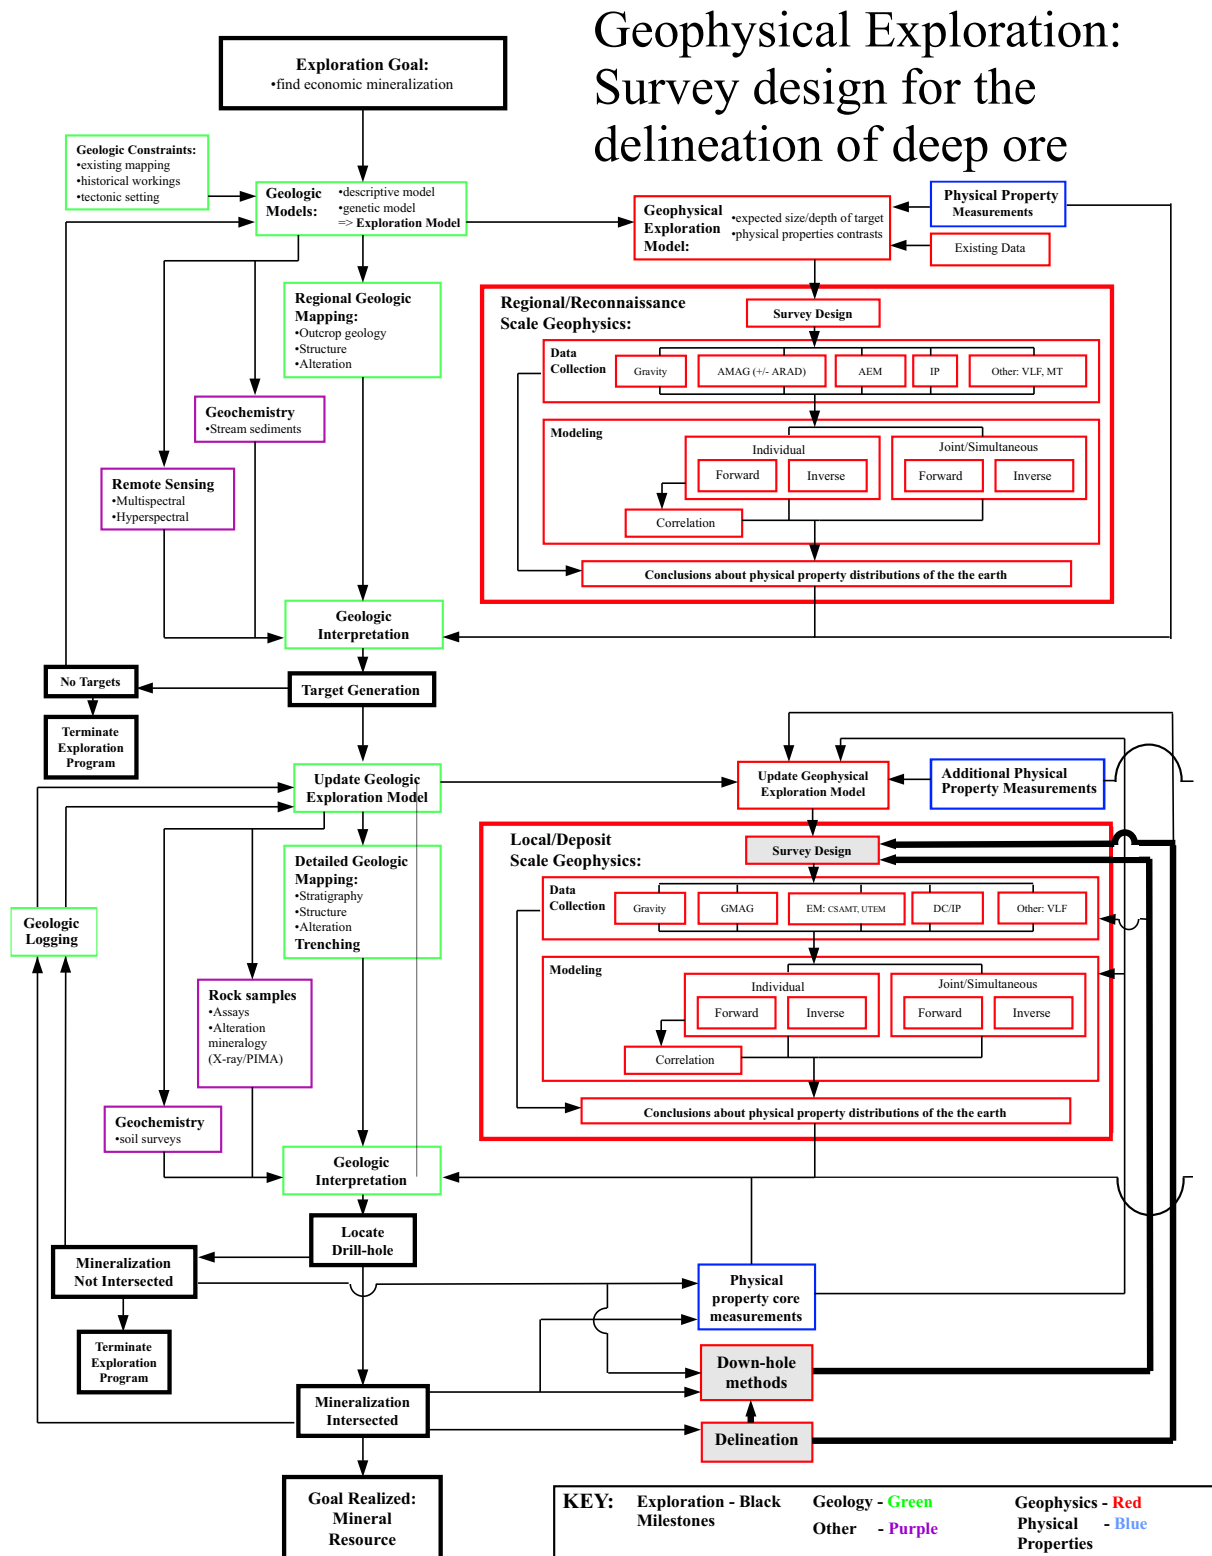 Geophysical Exploration:
Survey design for the
delineation of deep ore
Exploration Goal:
•find economic mineralization
Geologic Constraints:
•existing mapping
•historical workings
•tectonic setting
Geologic
Models:
•descriptive model
•genetic model
=> Exploration Model
Geophysical
Exploration
Model:
•expected size/depth of target
•physical properties contrasts
Physical Property
Measurements
Existing Data
Regional Geologic
Mapping:
•Outcrop geology
•Structure
•Alteration
Geochemistry
•Stream sediments
Remote Sensing
•Multispectral
•Hyperspectral
Regional/Reconnaissance
Scale Geophysics:
Survey Design
Data
Collection
Gravity
AMAG (+/- ARAD)
AEM
IP
Other: VLF, MT
Modeling
Individual
Forward
Inverse
Joint/Simultaneous
Forward
Inverse
Correlation
Conclusions about physical property distributions of the the earth
Geologic
Interpretation
No Targets
Target Generation
Terminate
Exploration
Program
Update Geologic
Exploration Model
Update Geophysical
Exploration Model
Additional Physical
Property Measurements
Detailed Geologic
Mapping:
•Stratigraphy
•Structure
•Alteration
Trenching
Geologic
Logging
Rock samples
•Assays
•Alteration
mineralogy
(X-ray/PIMA)
Geochemistry
•soil surveys
Local/Deposit
Scale Geophysics:
Survey Design
Data
Collection
Gravity
GMAG
EM: CSAMT, UTEM
DC/IP
Other: VLF
Modeling
Individual
Forward
Inverse
Joint/Simultaneous
Forward
Inverse
Correlation
Conclusions about physical property distributions of the the earth
Geologic
Interpretation
Locate
Drill-hole
Mineralization
Not Intersected
Terminate
Exploration
Program
Physical
property core
measurements
Down-hole
methods
Delineation
Mineralization
Intersected
Goal Realized:
Mineral
Resource
KEY:
Exploration - Black
Milestones
Geology - Green
Other - Purple
Geophysics - Red
Physical - Blue
Properties